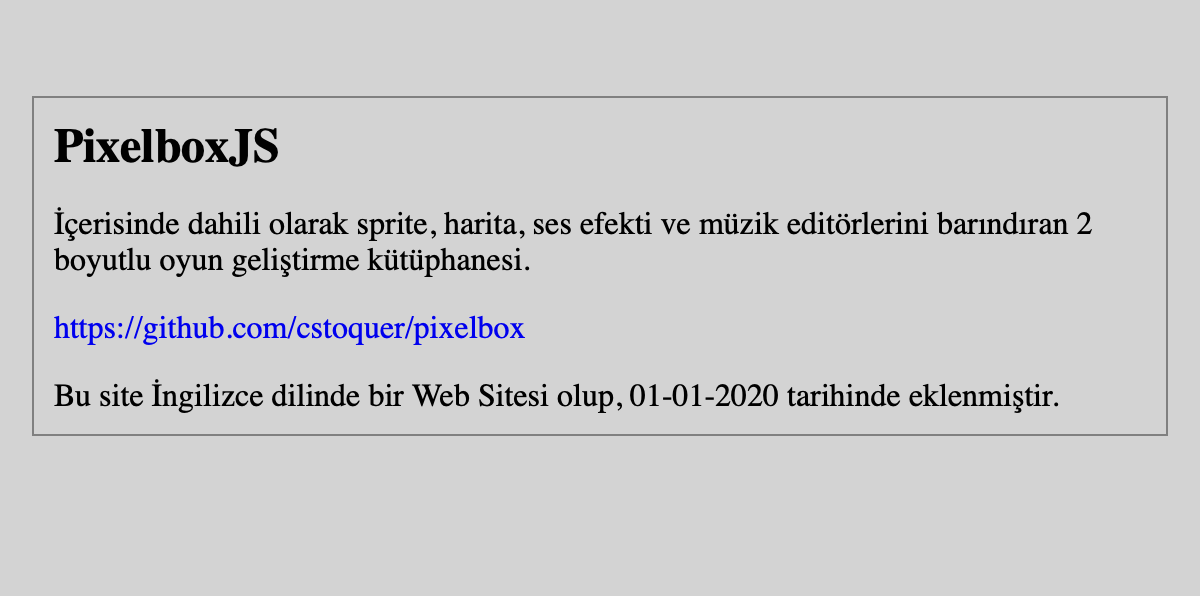 PixelboxJS
İçerisinde dahili olarak sprite, harita, ses efekti ve müzik editörlerini barındıran 2
boyutlu oyun geliştirme kütüphanesi.
https://github.com/cstoquer/pixelbox
Bu site İngilizce dilinde bir Web Sitesi olup, 01-01-2020 tarihinde eklenmiştir.